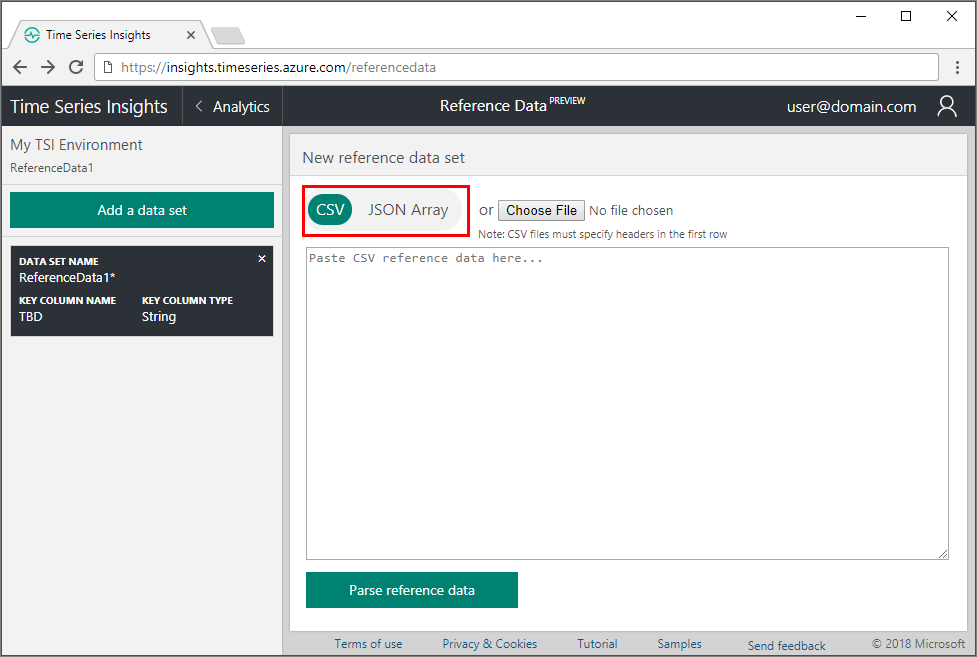 Time Series Insights
https://insights.timeseries.azure.com/referencedata
Time Series Insights Analytics Reference Data PREVIEW user@domain.com
My TSI Environment
ReferenceData1
Add a data set
DATA SET NAME
ReferenceData1*
KEY COLUMN NAME KEY COLUMN TYPE
TBD String
New reference data set
CSV JSON Array or Choose File No file chosen
Note: CSV files must specify headers in the first row
Paste CSV reference data here...
Parse reference data
Terms of use Privacy & Cookies Tutorial Samples Send feedback © 2018 Microsoft